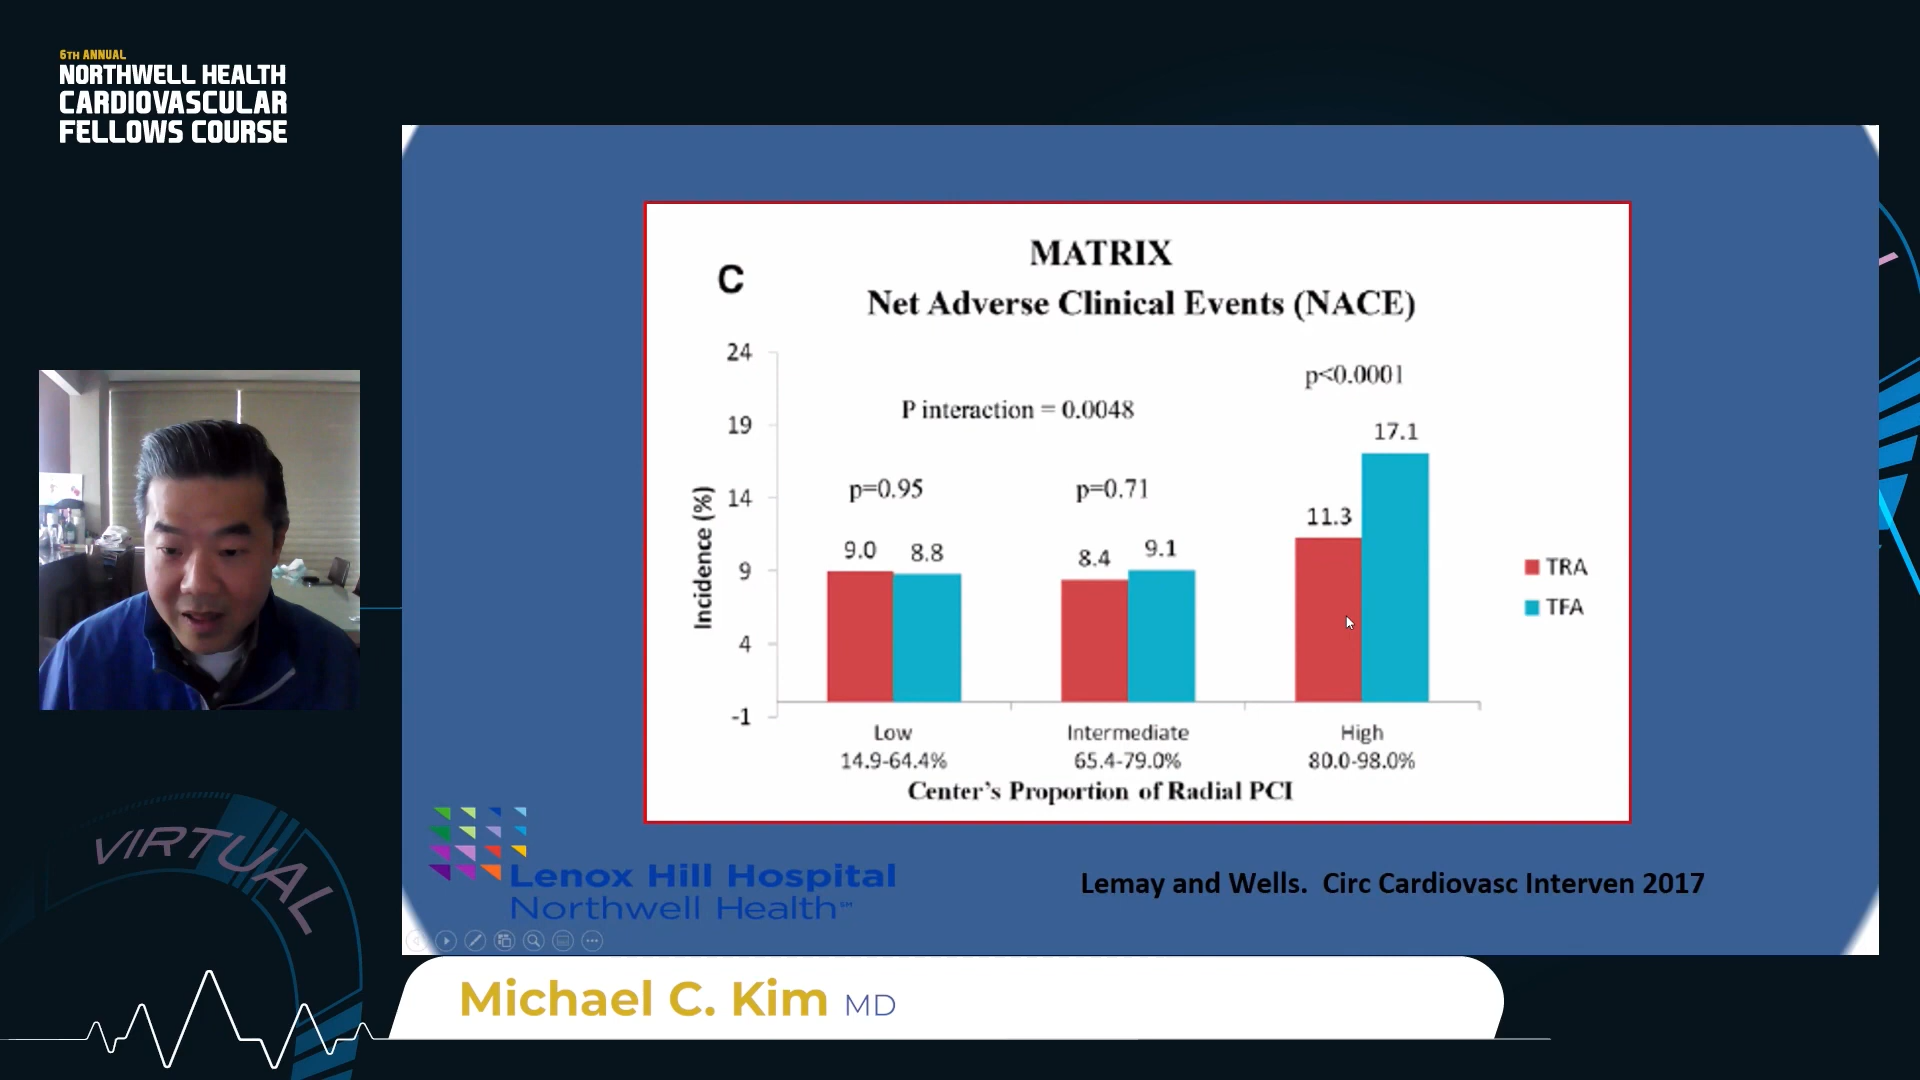 6TH ANNUAL
NORTHWELL HEALTH
CARDIOVASCULAR
FELLOWS COURSE
MATRIX
C
Net Adverse Clinical Events (NACE)
24
p<0.0001
P interaction = 0.0048
19
17.1
p=0.95
p=0.71
14
11.3
9.0
8.8
8.4
9.1
9
TRA
TFA
Incidence (%)
4
-1
Low
Intermediate
High
14.9-64.4%
65.4-79.0%
80.0-98.0%
Center's Proportion of Radial PCI
Lenox Hill Hospital
Northwell Health℠
Lemay and Wells.  Circ Cardiovasc Interven 2017
VIRTUAL
Michael C. Kim MD